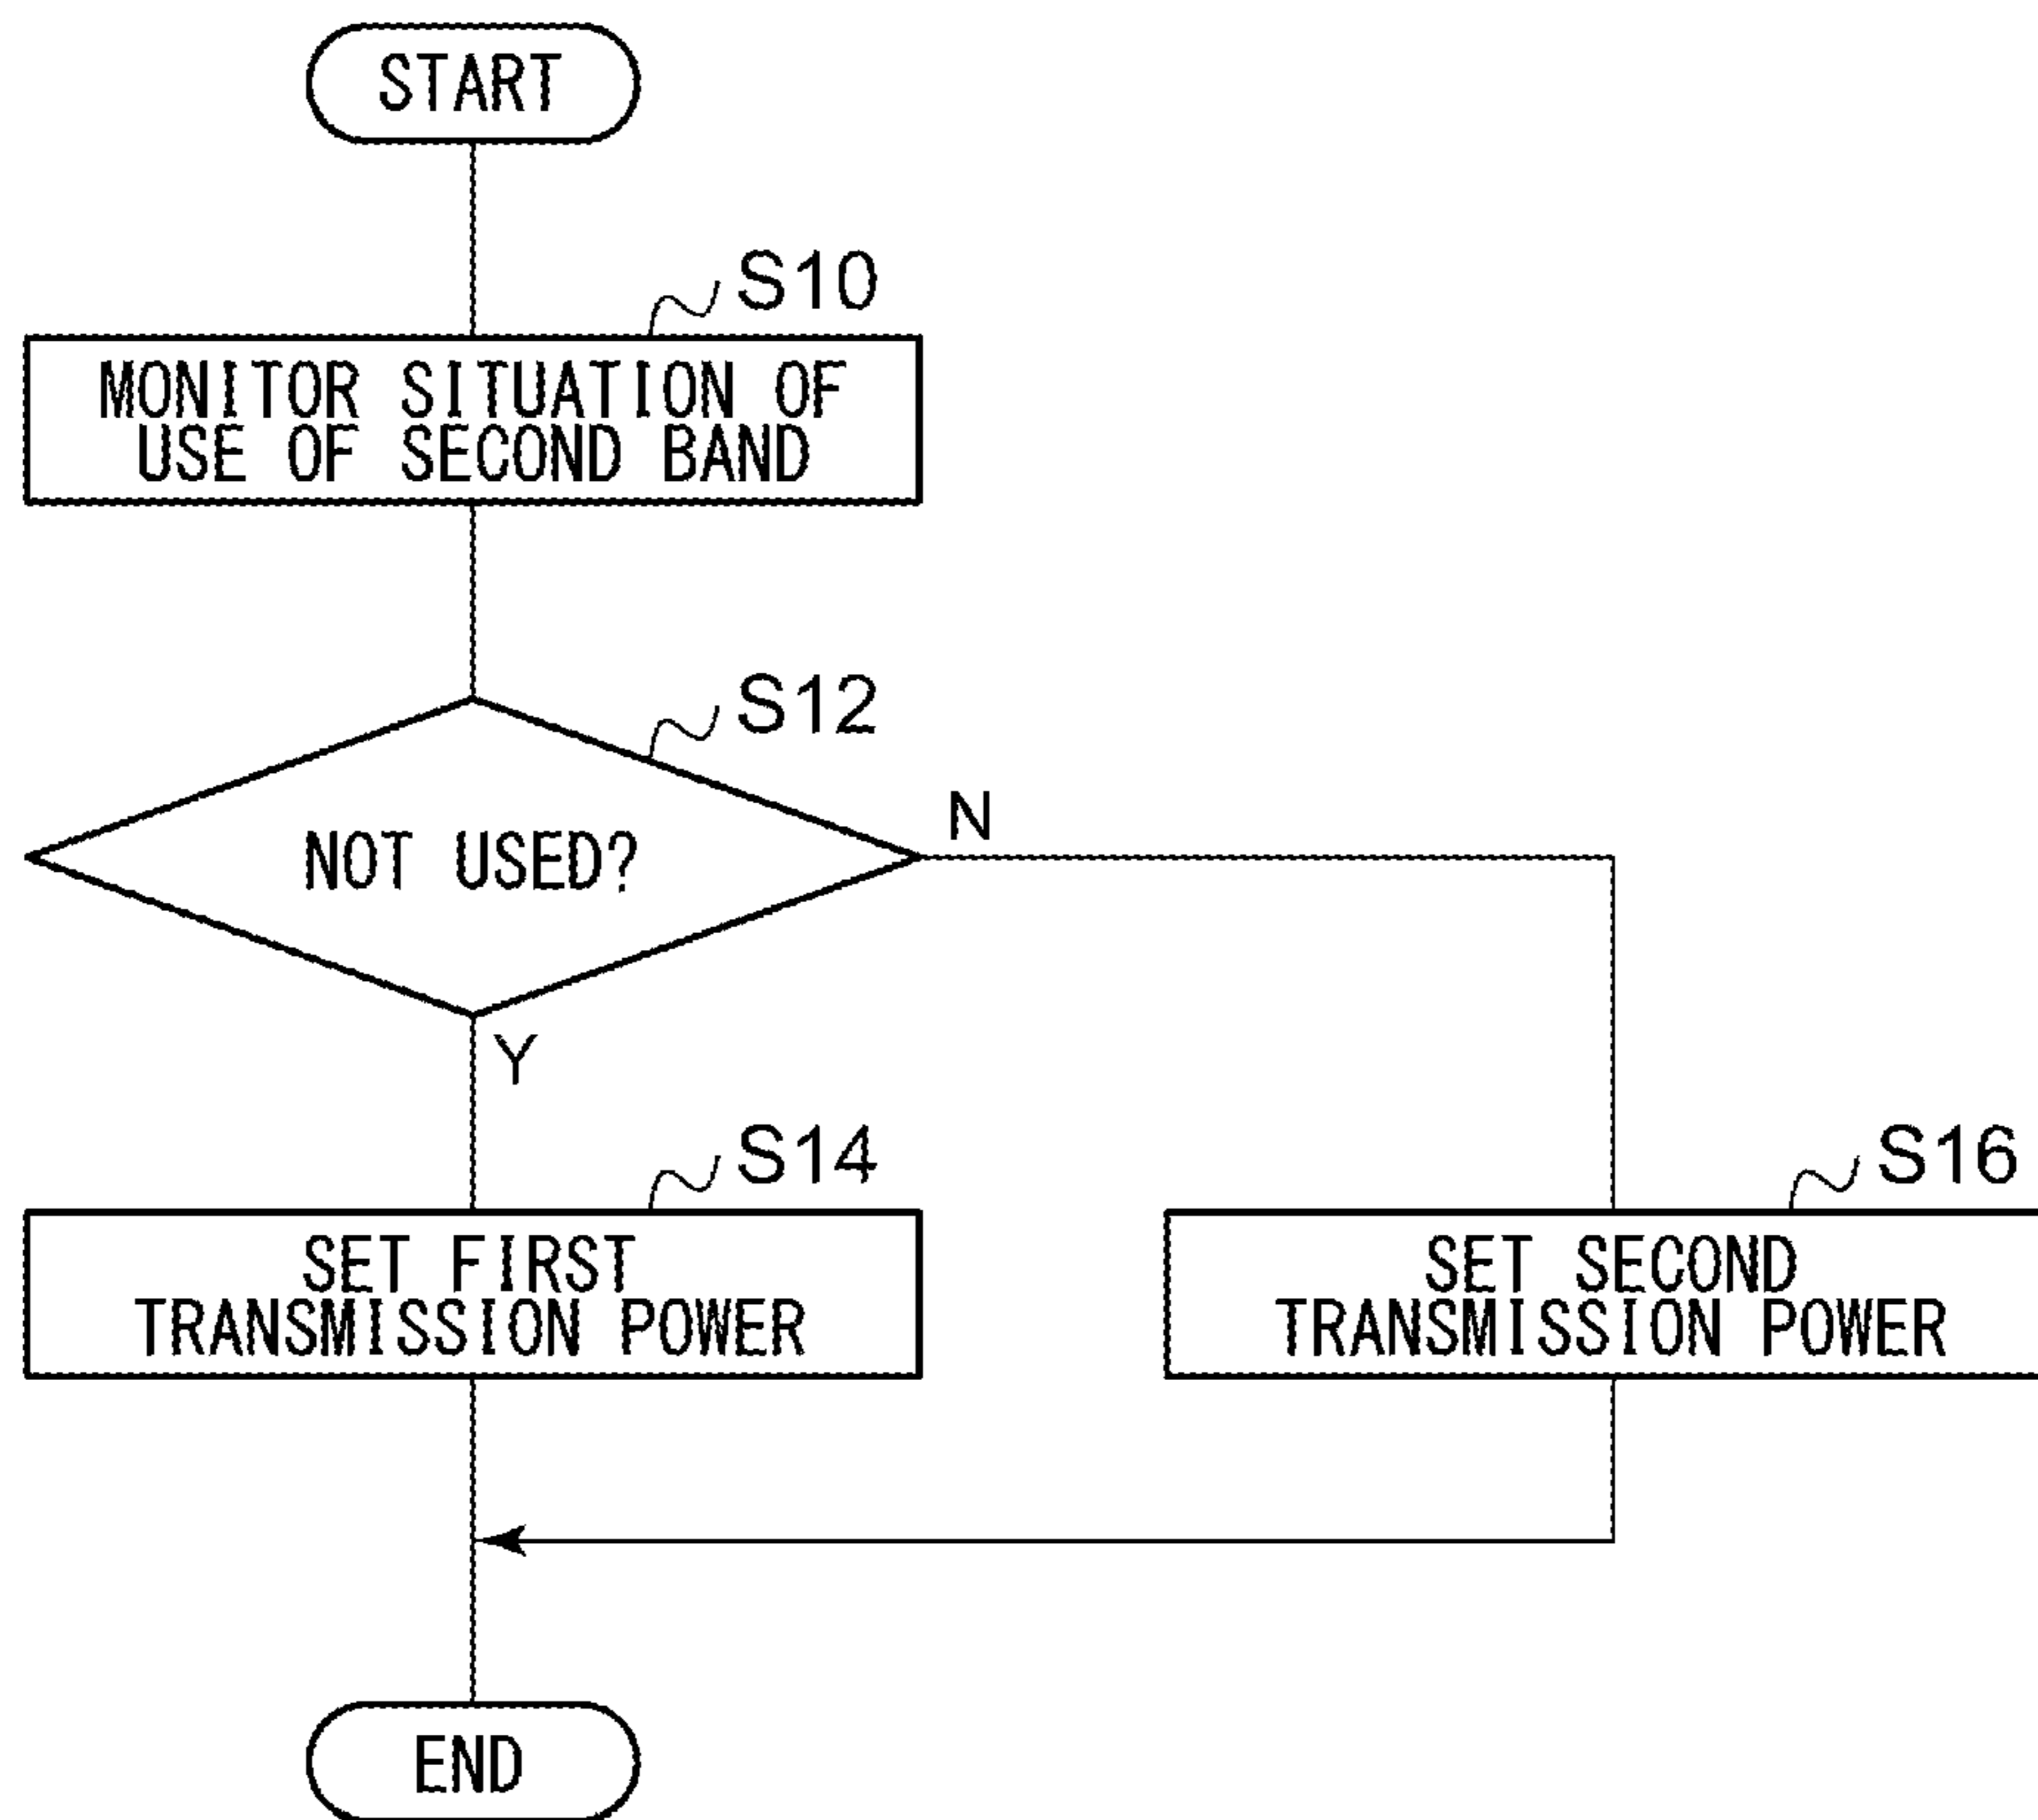 START
S10
MONITOR SITUATION OF
USE OF SECOND BAND
S12
NOT USED?
N
Y
S14
SET FIRST
TRANSMISSION POWER
S16
SET SECOND
TRANSMISSION POWER
END